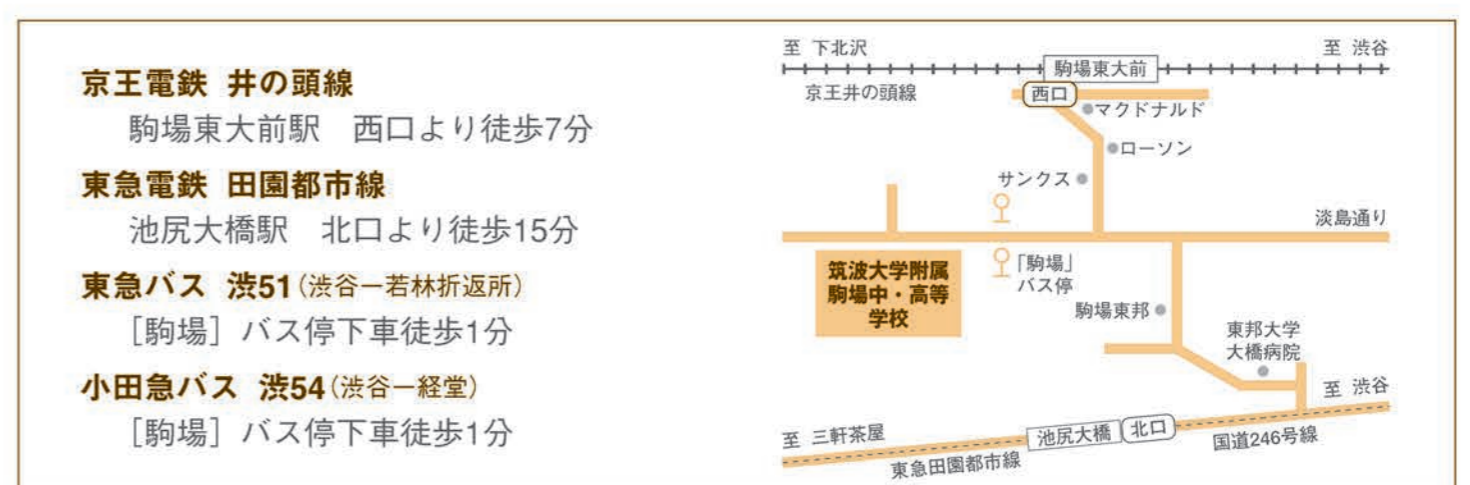 京王電鉄 井の頭線
駒場東大前駅 西口より徒歩7分
東急電鉄 田園都市線
池尻大橋駅 北口より徒歩15分
東急バス 渋51(渋谷ー若林折返所)
[駒場] バス停下車徒歩1分
小田急バス 渋54(渋谷ー経堂)
[駒場] バス停下車徒歩1分
至 下北沢
至 渋谷
駒場東大前
京王井の頭線
西口
マクドナルド
ローソン
サンクス
淡島通り
筑波大学附属
駒場中・高等
学校
「駒場」
バス停
駒場東邦
東邦大学
大橋病院
至 渋谷
至 三軒茶屋
池尻大橋
北口
国道246号線
東急田園都市線